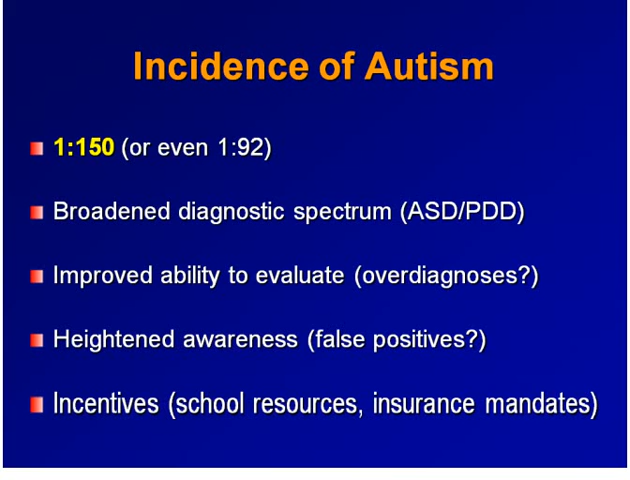 Incidence of Autism
1:150 (or even 1:92)
Broadened diagnostic spectrum (ASD/PDD)
Improved ability to evaluate (overdiagnoses?)
Heightened awareness (false positives?)
Incentives (school resources, insurance mandates)